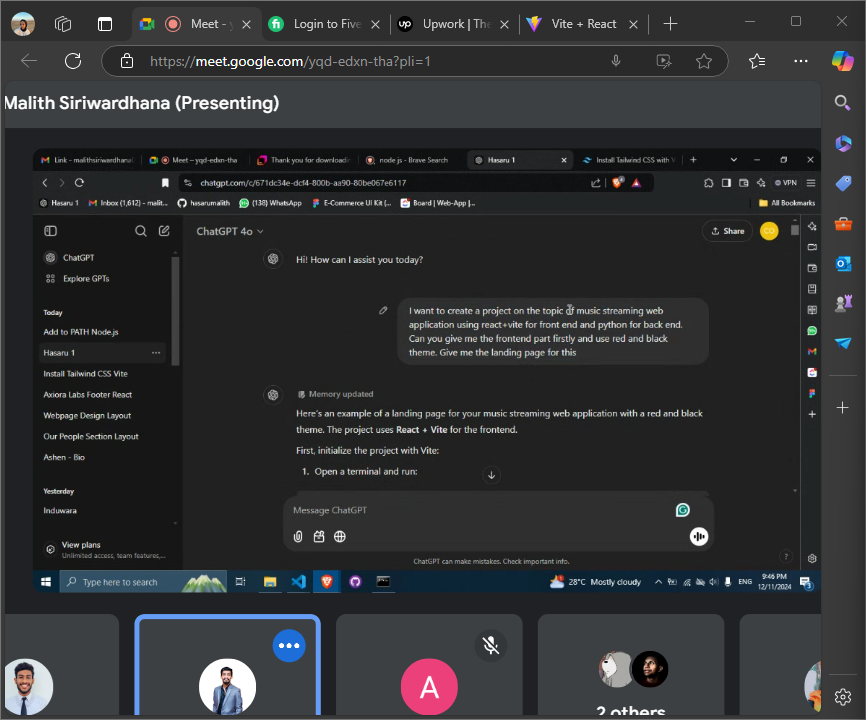 Meet - y
Login to Five
Upwork | The
Vite + React
https://meet.google.com/yqd-edxn-tha?pli=1
Malith Siriwardhana (Presenting)
Link - malithsiriwardhana
Meet – yqd-edxn-tha
Thank you for downloadin
node js - Brave Search
Hasaru 1
Install Tailwind CSS with V
chatgpt.com/c/671dc34e-dcf4-800b-aa90-80be067e6117
VPN
Hasaru 1
Inbox (1,612) - malit...
hasarumalith
(138) WhatsApp
E-Commerce UI Kit (...
Board | Web-App |...
All Bookmarks
ChatGPT 4o
Share
CO
ChatGPT
Explore GPTs
Today
Add to PATH Node.js
Hasaru 1
Install Tailwind CSS Vite
Axiora Labs Footer React
Webpage Design Layout
Our People Section Layout
Ashen - Bio
Yesterday
Induwara
View plans
Unlimited access, team features,...
Hi! How can I assist you today?
I want to create a project on the topic of music streaming web
application using react+vite for front end and python for back end.
Can you give me the frontend part firstly and use red and black
theme. Give me the landing page for this
Memory updated
Here's an example of a landing page for your music streaming web application with a red and black
theme. The project uses React + Vite for the frontend.
First, initialize the project with Vite:
1. Open a terminal and run:
Message ChatGPT
ChatGPT can make mistakes. Check important info.
?
Type here to search
28°C Mostly cloudy
ENG
9:46 PM
12/11/2024
3
A
2 others